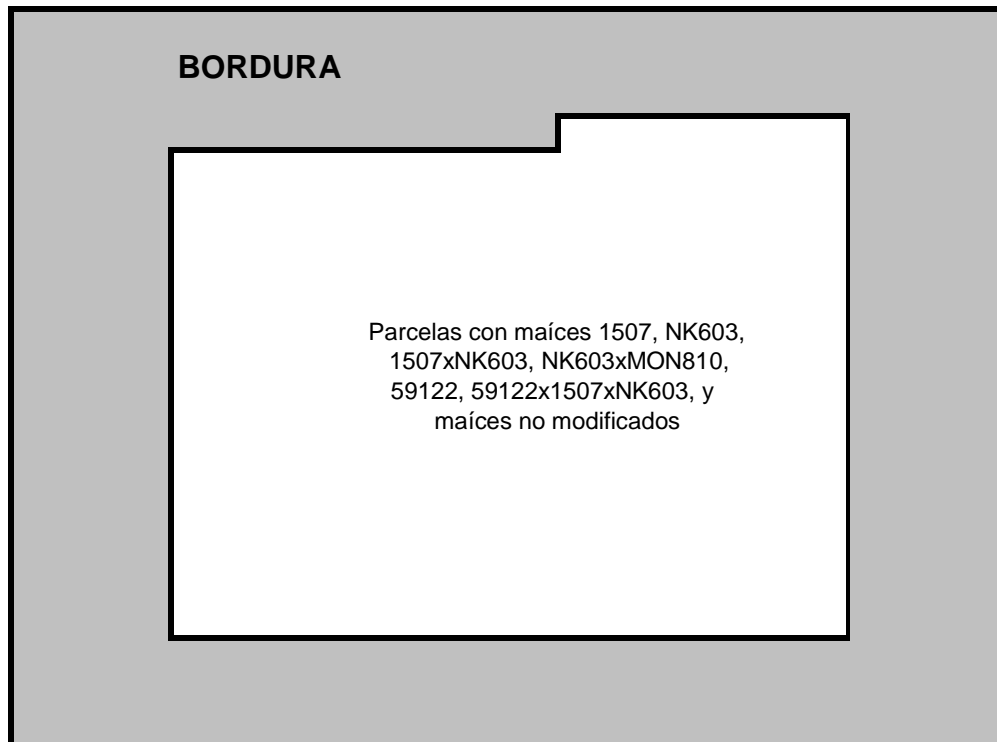 BORDURA
Parcelas con maíces 1507, NK603,
1507xNK603, NK603xMON810,
59122, 59122x1507xNK603, y
maíces no modificados